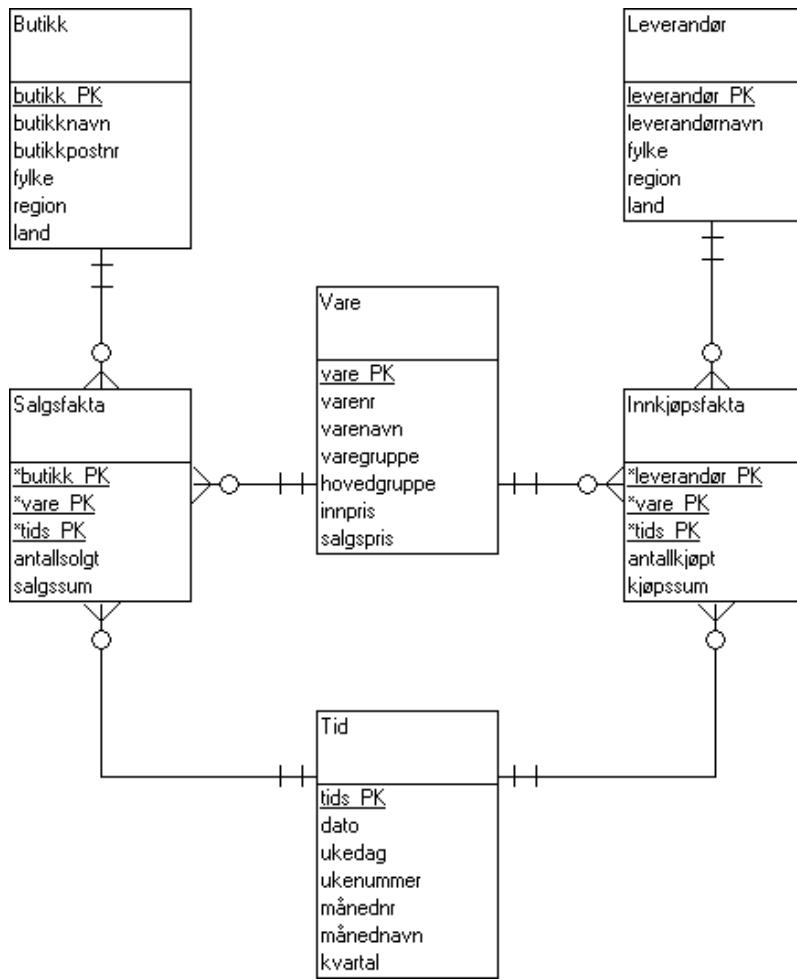 Butikk
butikk_PK
butikknavn
butikkpostnr
fylke
region
land
Leverandør
leverandør_PK
leverandørnavn
fylke
region
land
Vare
vare_PK
varenr
varenavn
varegruppe
hovedgruppe
innpris
salgspris
Salgsfakta
*butikk_PK
*vare_PK
*tids_PK
antallsolgt
salgssum
Innkjøpsfakta
*leverandør_PK
*vare_PK
*tids_PK
antallkjøpt
kjøpssum
Tid
tids_PK
dato
ukedag
ukenummer
månednr
månednavn
kvartal